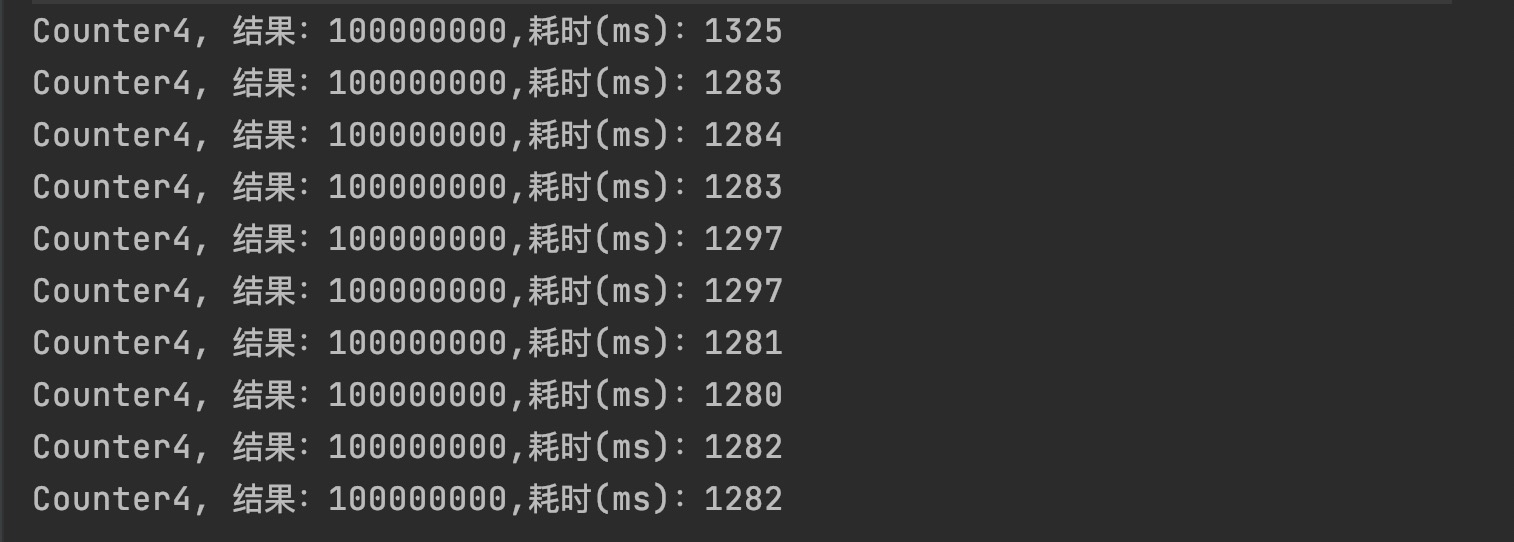 Counter4, 结果：100000000,耗时(ms)：1325
Counter4, 结果：100000000,耗时(ms)：1283
Counter4, 结果：100000000,耗时(ms)：1284
Counter4, 结果：100000000,耗时(ms)：1283
Counter4, 结果：100000000,耗时(ms)：1297
Counter4, 结果：100000000,耗时(ms)：1297
Counter4, 结果：100000000,耗时(ms)：1281
Counter4, 结果：100000000,耗时(ms)：1280
Counter4, 结果：100000000,耗时(ms)：1282
Counter4, 结果：100000000,耗时(ms)：1282